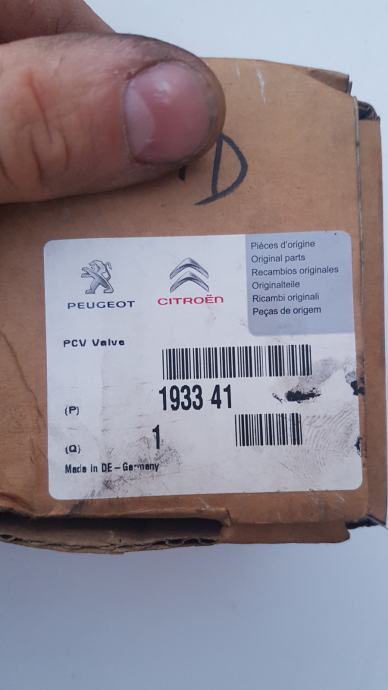 D
Pièces d'origine
Original parts
Recambios originales
Originalteile
Ricambi originali
Peças de origem
PEUGEOT
CITROËN
PCV Valve
(P) 1933 41
(Q) 1
Made in DE - Germany